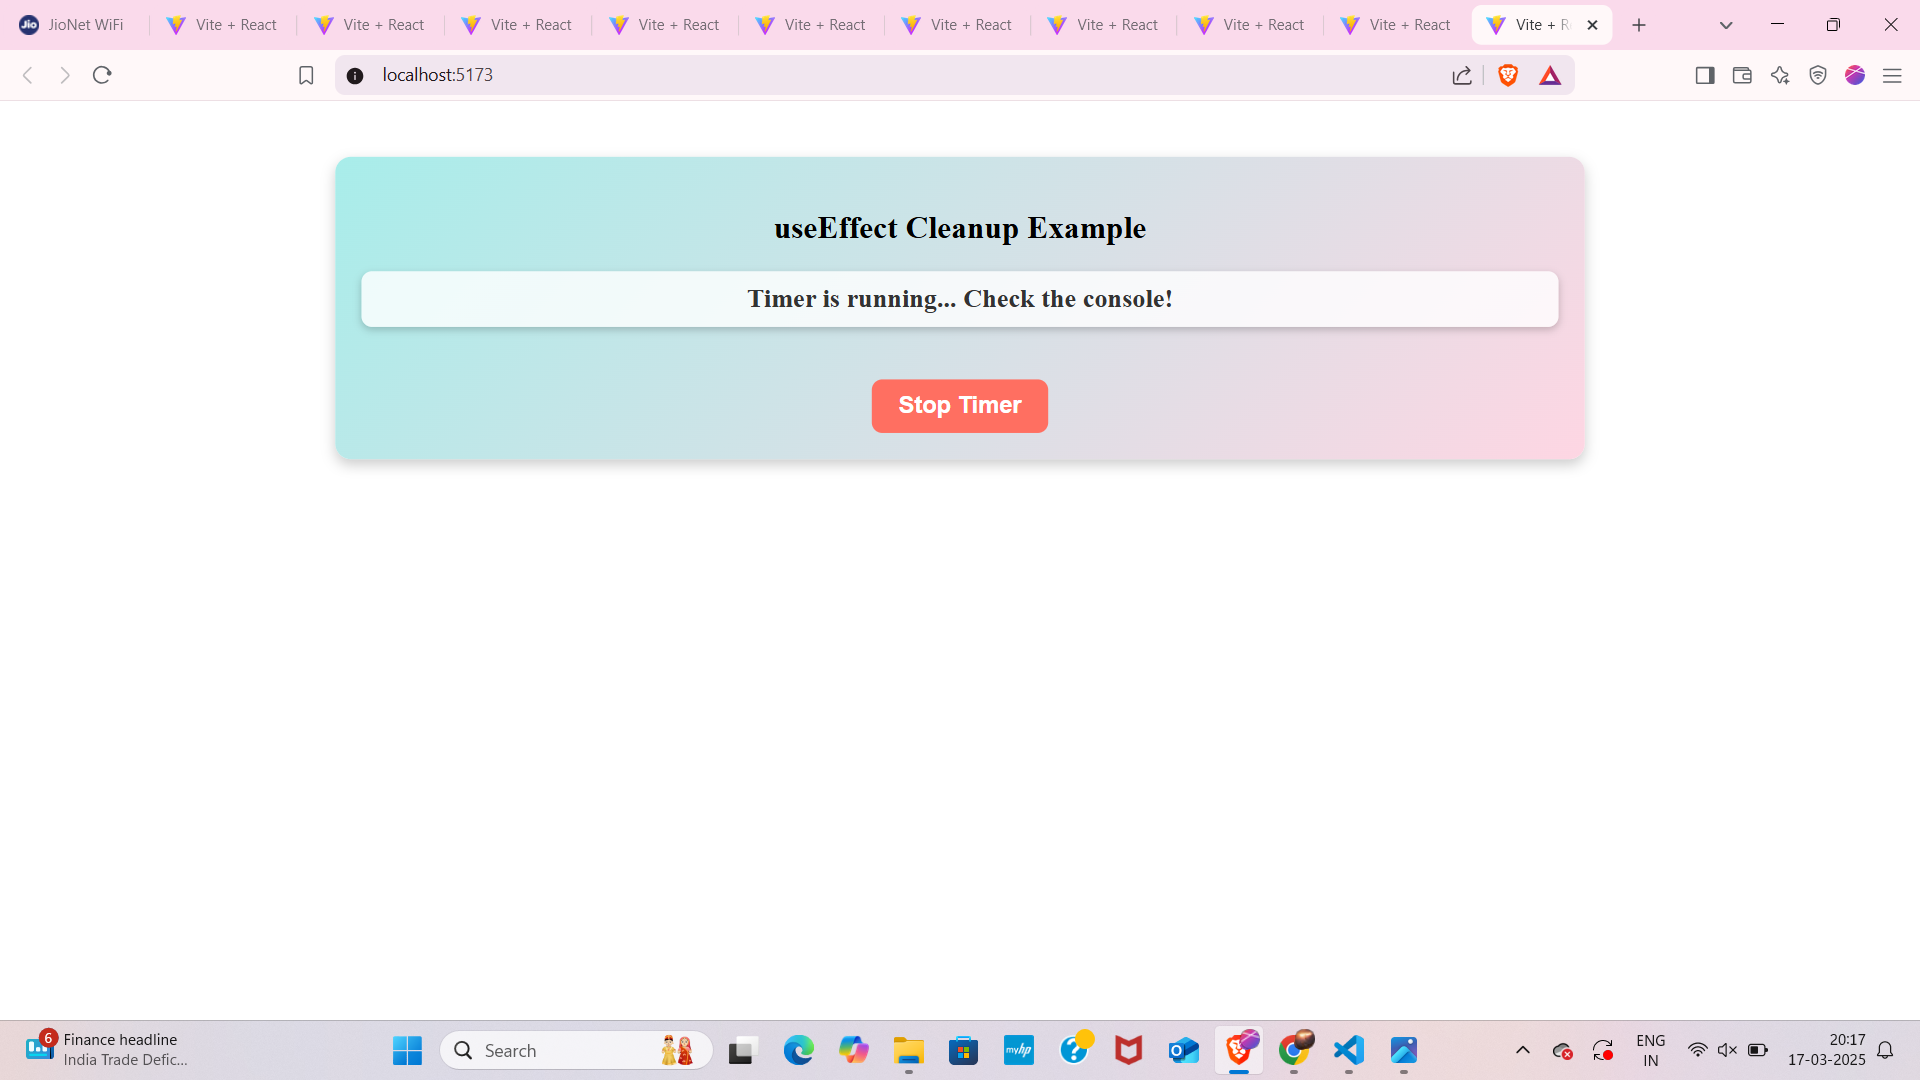 Jio JioNet WiFi
Vite + React
Vite + React
Vite + React
Vite + React
Vite + React
Vite + React
Vite + React
Vite + React
Vite + React
Vite + R
localhost:5173
useEffect Cleanup Example
Timer is running... Check the console!
Stop Timer
6
Finance headline
India Trade Defic...
Search
myhp
ENG
IN
20:17
17-03-2025